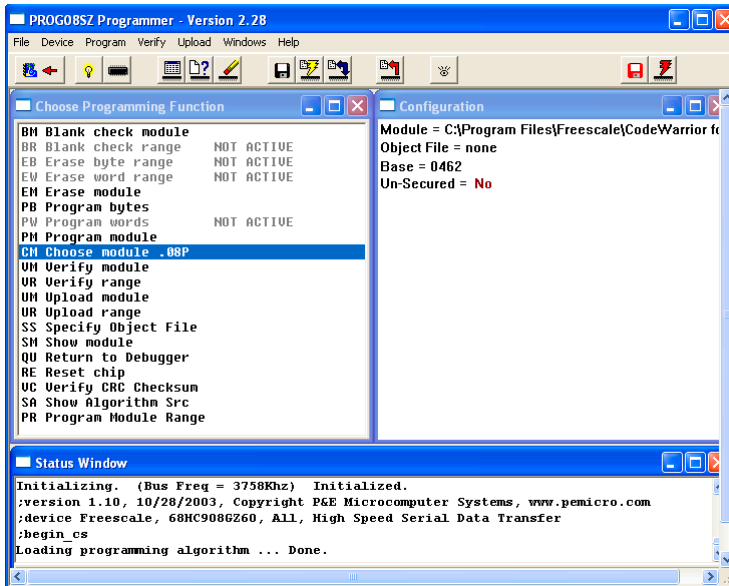 PROG08SZ Programmer - Version 2.28
File Device Program Verify Upload Windows Help
Choose Programming Function
BM Blank check module
BR Blank check range NOT ACTIVE
EB Erase byte range NOT ACTIVE
EW Erase word range NOT ACTIVE
EM Erase module
PB Program bytes
PW Program words NOT ACTIVE
PM Program module
CM Choose module .08P
VM Verify module
VR Verify range
UM Upload module
UR Upload range
SS Specify Object File
SM Show module
QU Return to Debugger
RE Reset chip
VC Verify CRC Checksum
SA Show Algorithm Src
PR Program Module Range
Configuration
Module = C:\Program Files\Freescale\CodeWarrior fo
Object File = none
Base = 0462
Un-Secured = No
Status Window
Initializing. (Bus Freq = 3758Khz) Initialized.
;version 1.10, 10/28/2003, Copyright P&E Microcomputer Systems, www.pemicro.com
;device Freescale, 68HC908GZ60, All, High Speed Serial Data Transfer
;begin_cs
Loading programming algorithm ... Done.